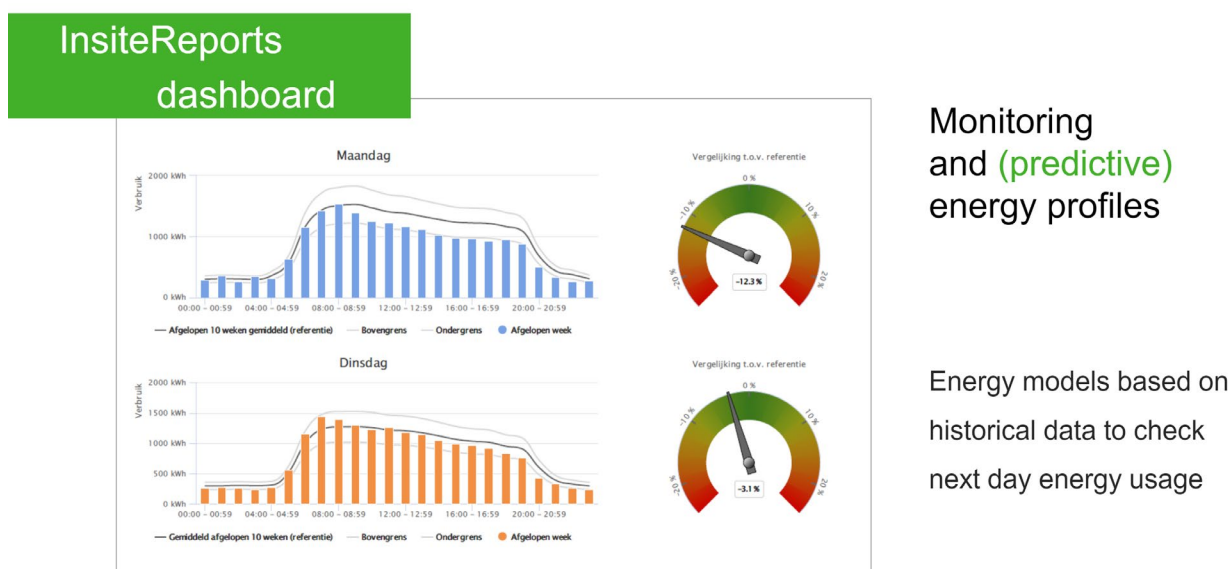 InsiteReports
dashboard
Monitoring
and (predictive)
energy profiles
Maandag
Verbruik
2000 kWh
1000 kWh
0 kWh
00:00 – 00:59 04:00 – 04:59 08:00 – 08:59 12:00 – 12:59 16:00 – 16:59 20:00 – 20:59
Afgelopen 10 weken gemiddeld (referentie) Bovengrens Ondergrens Afgelopen week
Vergelijking t.o.v. referentie
0 %
-10 %
10 %
-20 %
20 %
-12.3 %
Dinsdag
Verbruik
2000 kWh
1500 kWh
1000 kWh
500 kWh
0 kWh
00:00 – 00:59 04:00 – 04:59 08:00 – 08:59 12:00 – 12:59 16:00 – 16:59 20:00 – 20:59
Gemiddeld afgelopen 10 weken (referentie) Bovengrens Ondergrens Afgelopen week
Vergelijking t.o.v. referentie
0 %
-10 %
10 %
-20 %
20 %
-3.1 %
Energy models based on
historical data to check
next day energy usage